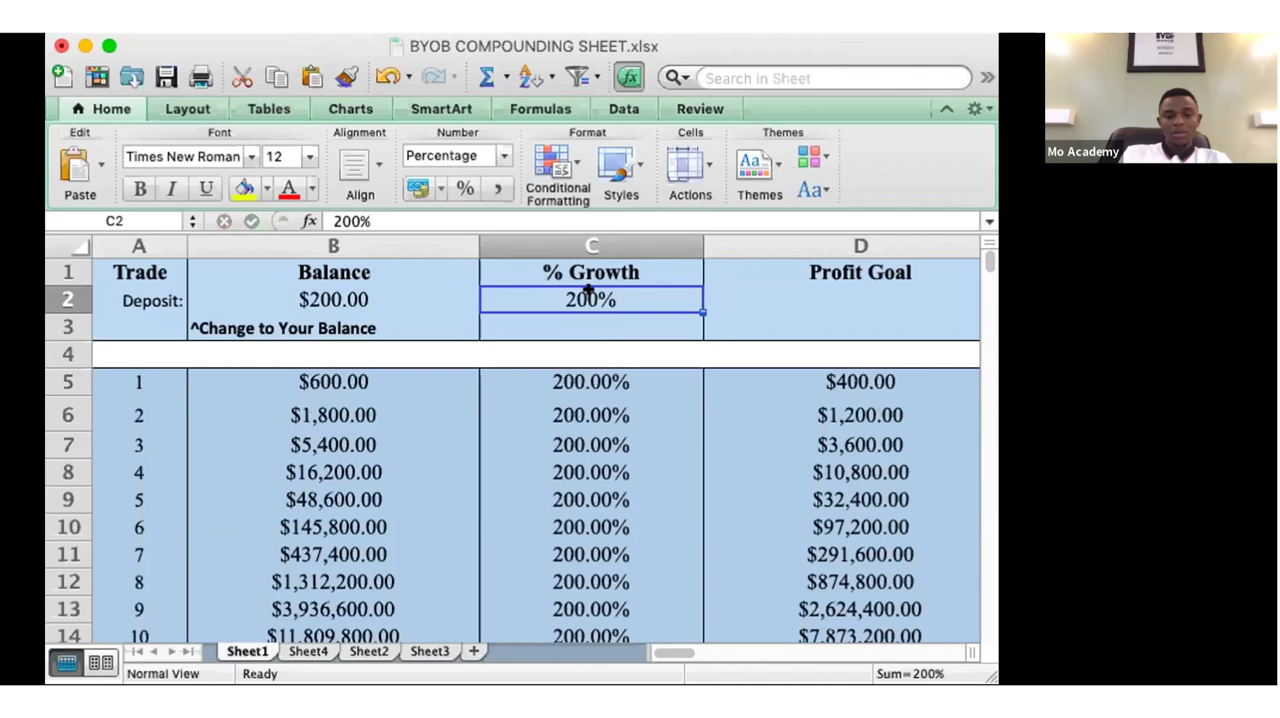 BYOB COMPOUNDING SHEET.xlsx
Search in Sheet
Home Layout Tables Charts SmartArt Formulas Data Review
Edit Font Alignment Number Format Cells Themes
Times New Roman 12 Percentage
Paste B I U A Align % Conditional Formatting Styles Actions Aa Themes Aa
C2 fx 200%
A B C D
1 Trade Balance % Growth Profit Goal
2 Deposit: $200.00 200%
3 ^Change to Your Balance
4
5 1 $600.00 200.00% $400.00
6 2 $1,800.00 200.00% $1,200.00
7 3 $5,400.00 200.00% $3,600.00
8 4 $16,200.00 200.00% $10,800.00
9 5 $48,600.00 200.00% $32,400.00
10 6 $145,800.00 200.00% $97,200.00
11 7 $437,400.00 200.00% $291,600.00
12 8 $1,312,200.00 200.00% $874,800.00
13 9 $3,936,600.00 200.00% $2,624,400.00
14 10 $11,809,800.00 200.00% $7,873,200.00
Sheet1 Sheet4 Sheet2 Sheet3 +
Normal View Ready Sum=200%
Mo Academy